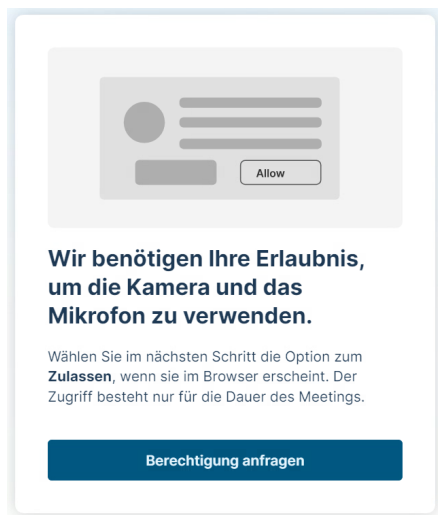 Allow
Wir benötigen Ihre Erlaubnis,
um die Kamera und das
Mikrofon zu verwenden.
Wählen Sie im nächsten Schritt die Option zum
Zulassen, wenn sie im Browser erscheint. Der
Zugriff besteht nur für die Dauer des Meetings.
Berechtigung anfragen